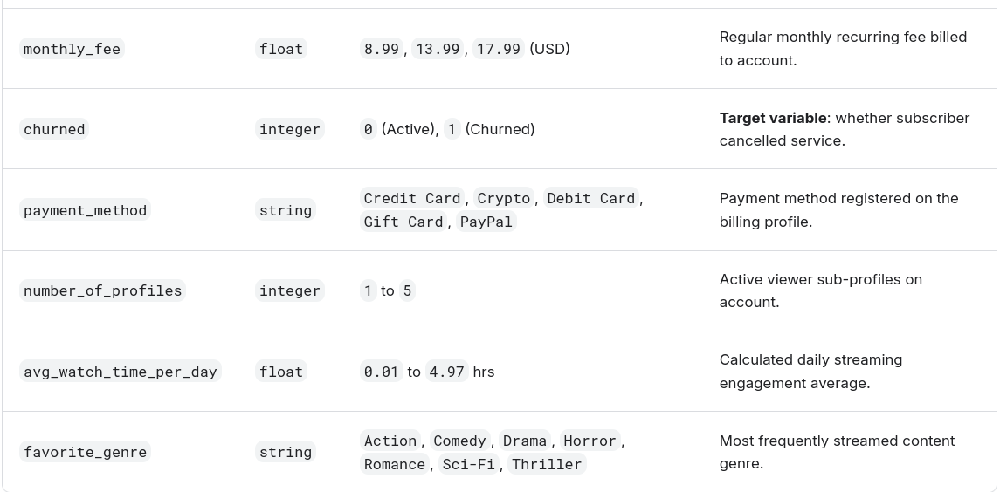 monthly_fee float 8.99, 13.99, 17.99 (USD) Regular monthly recurring fee billed
to account.
churned integer 0 (Active), 1 (Churned) Target variable: whether subscriber
cancelled service.
payment_method string Credit Card, Crypto, Debit Card,
Gift Card, PayPal
Payment method registered on the
billing profile.
number_of_profiles integer 1 to 5 Active viewer sub-profiles on
account.
avg_watch_time_per_day float 0.01 to 4.97 hrs Calculated daily streaming
engagement average.
favorite_genre string Action, Comedy, Drama, Horror,
Romance, Sci-Fi, Thriller
Most frequently streamed content
genre.